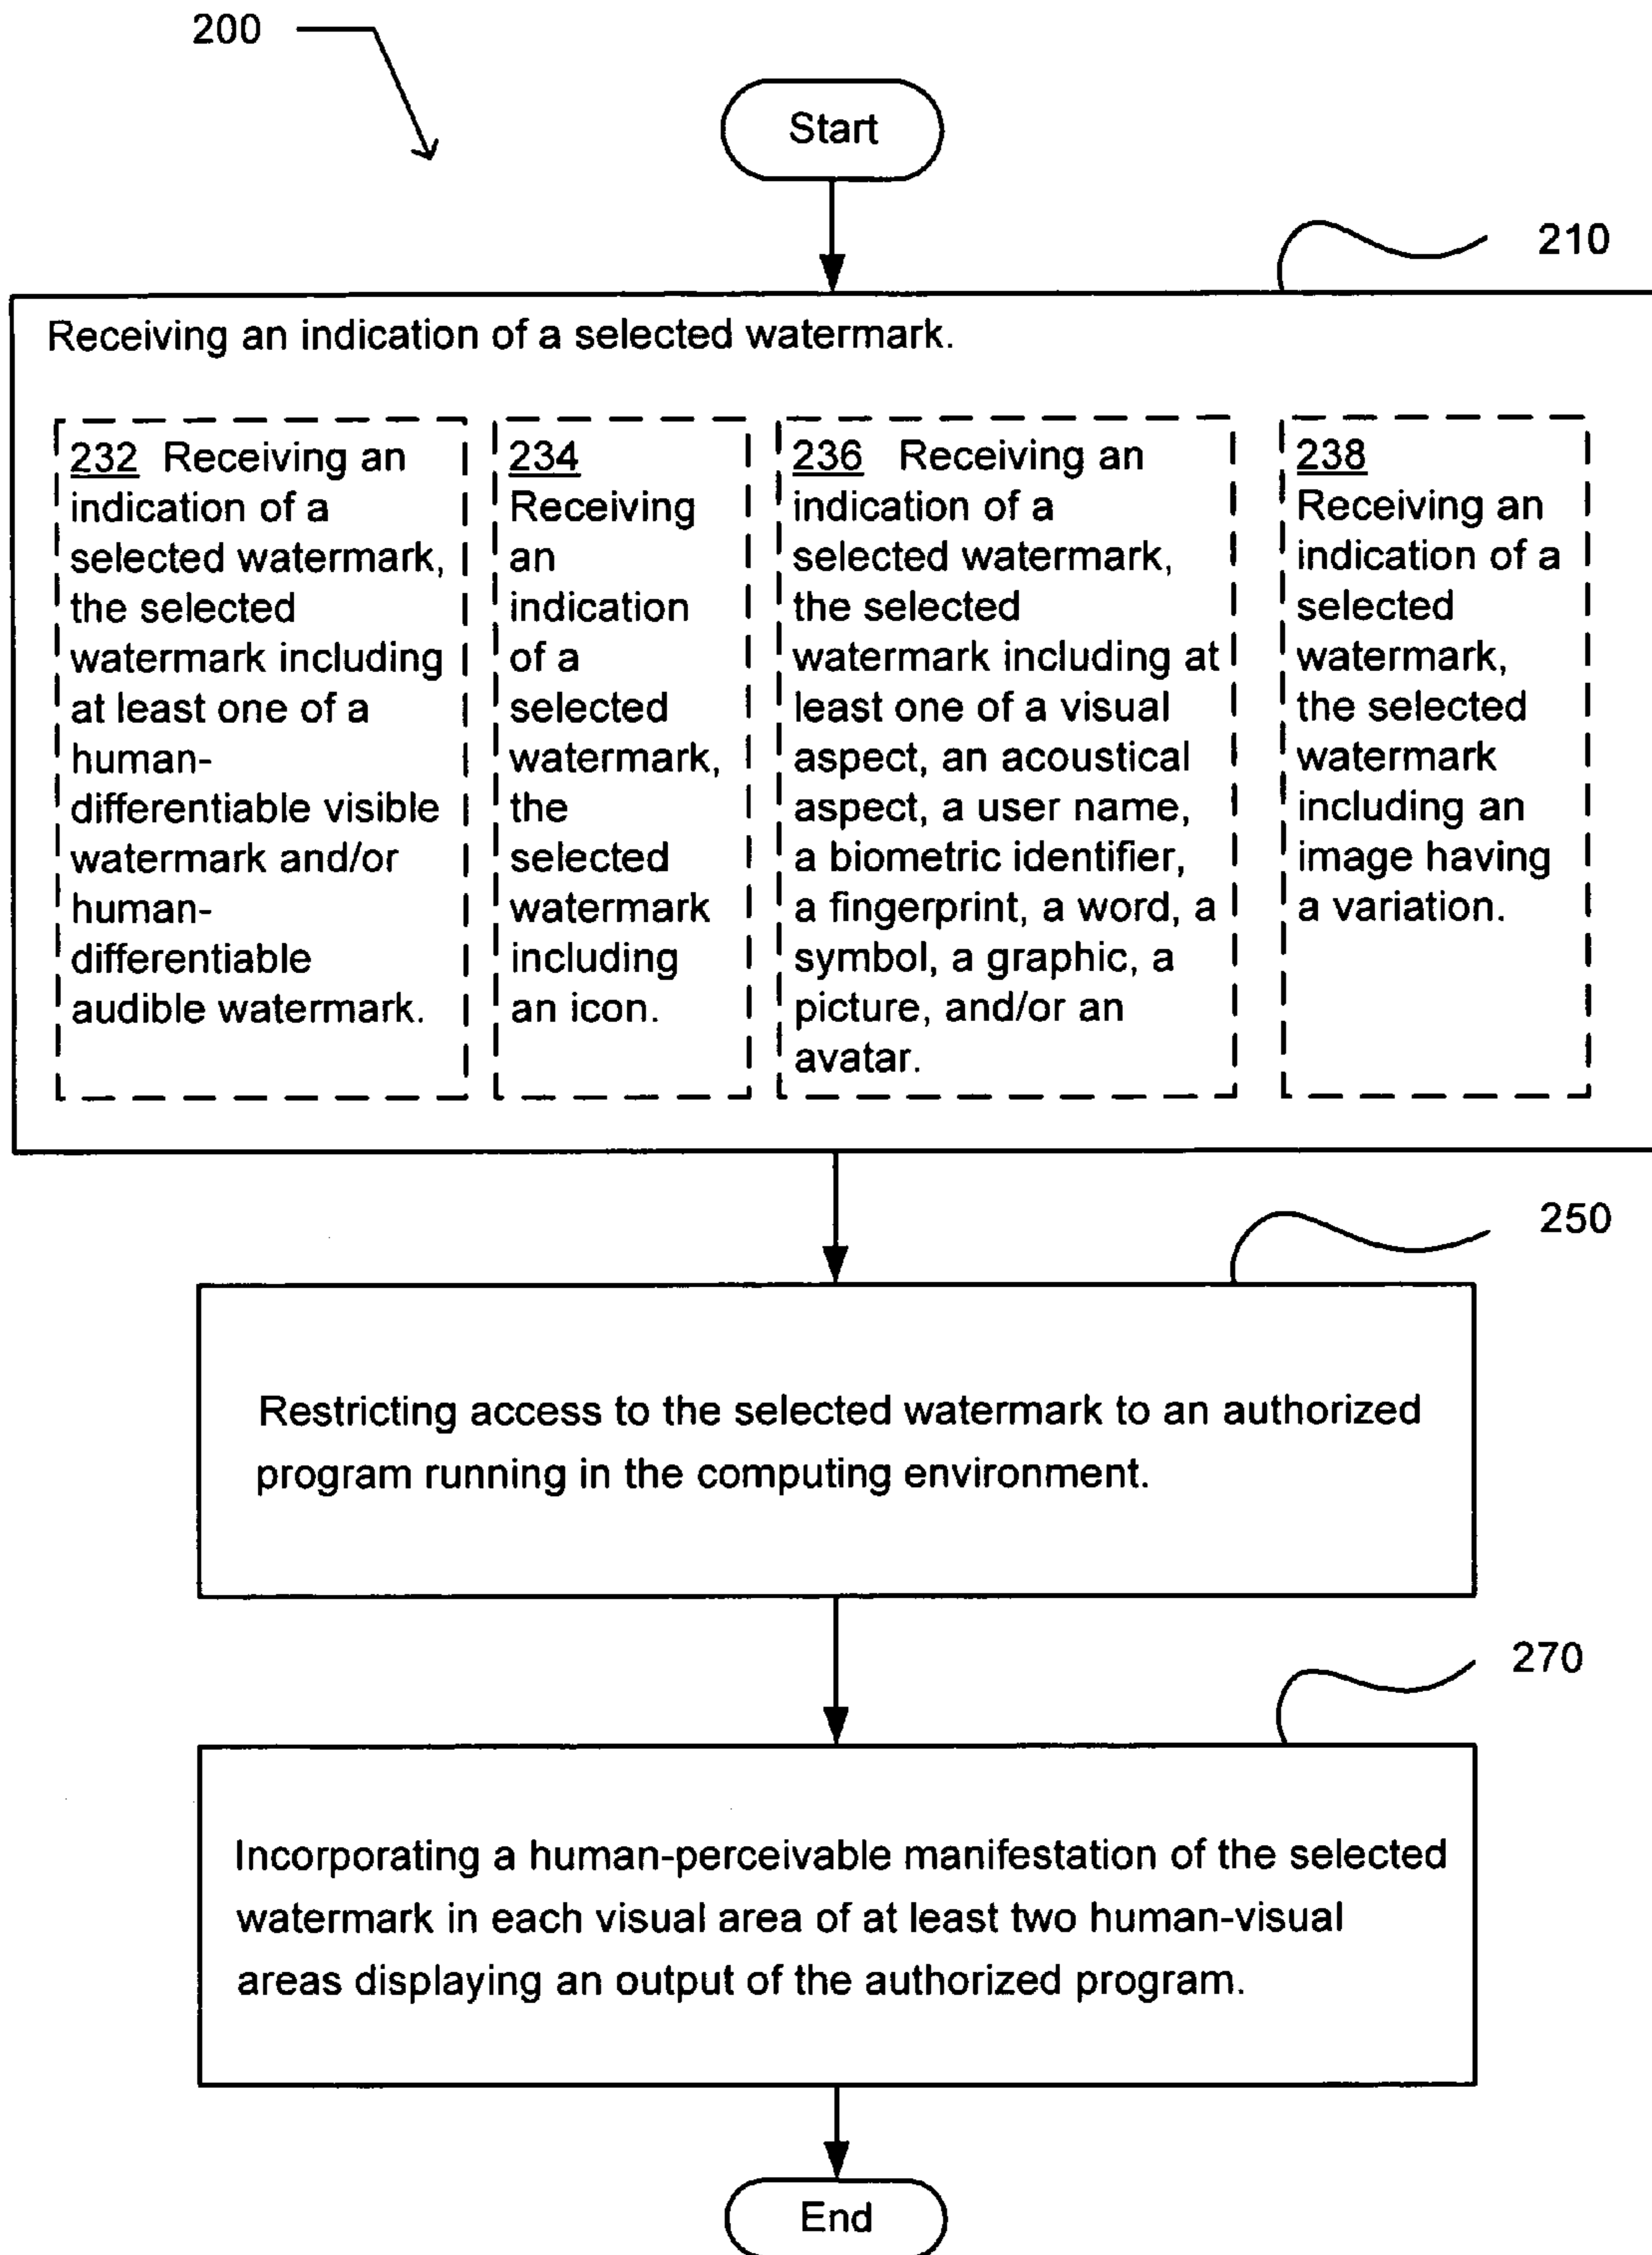 200
Start
210
Receiving an indication of a selected watermark.
232 Receiving an
indication of a
selected watermark,
the selected
watermark including
at least one of a
human-
differentiable visible
watermark and/or
human-
differentiable
audible watermark.
234
Receiving
an
indication
of a
selected
watermark,
the
selected
watermark
including
an icon.
236 Receiving an
indication of a
selected watermark,
the selected
watermark including at
least one of a visual
aspect, an acoustical
aspect, a user name,
a biometric identifier,
a fingerprint, a word, a
symbol, a graphic, a
picture, and/or an
avatar.
238
Receiving an
indication of a
selected
watermark,
the selected
watermark
including an
image having
a variation.
250
Restricting access to the selected watermark to an authorized
program running in the computing environment.
270
Incorporating a human-perceivable manifestation of the selected
watermark in each visual area of at least two human-visual
areas displaying an output of the authorized program.
End